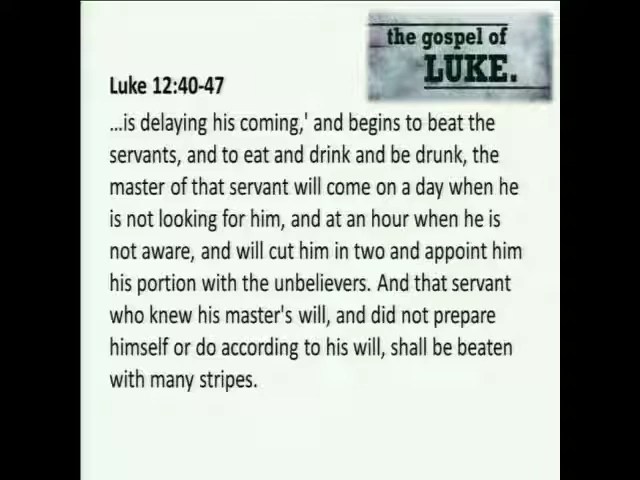 the gospel of
LUKE.
Luke 12:40-47
...is delaying his coming,' and begins to beat the
servants, and to eat and drink and be drunk, the
master of that servant will come on a day when he
is not looking for him, and at an hour when he is
not aware, and will cut him in two and appoint him
his portion with the unbelievers. And that servant
who knew his master's will, and did not prepare
himself or do according to his will, shall be beaten
with many stripes.